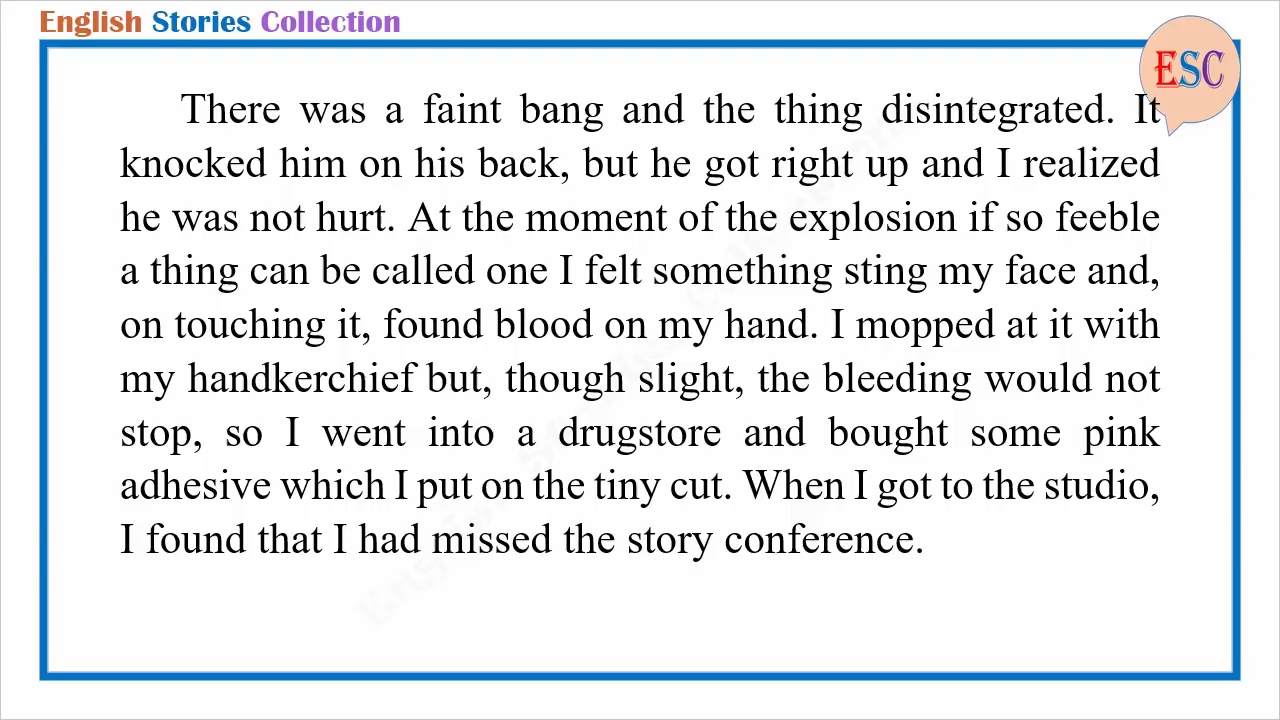 English Stories Collection
ESC
There was a faint bang and the thing disintegrated. It
knocked him on his back, but he got right up and I realized
he was not hurt. At the moment of the explosion if so feeble
a thing can be called one I felt something sting my face and,
on touching it, found blood on my hand. I mopped at it with
my handkerchief but, though slight, the bleeding would not
stop, so I went into a drugstore and bought some pink
adhesive which I put on the tiny cut. When I got to the studio,
I found that I had missed the story conference.